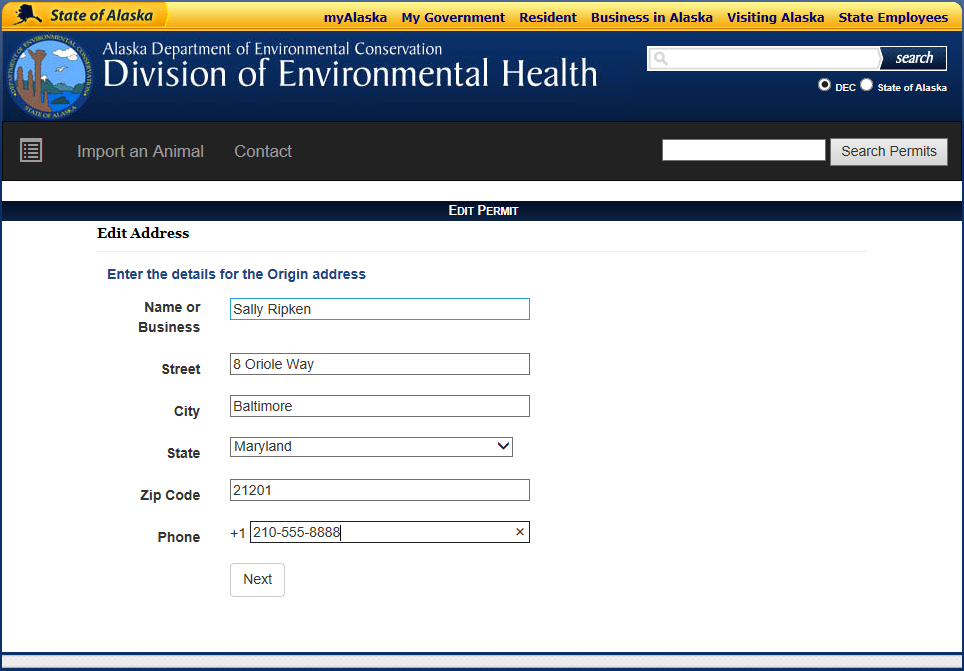 State of Alaska
myAlaska My Government Resident Business in Alaska Visiting Alaska State Employees
Alaska Department of Environmental Conservation
Division of Environmental Health
search
DEC State of Alaska
DEPARTMENT OF ENVIRONMENTAL CONSERVATION
STATE OF ALASKA
Import an Animal Contact
Search Permits
EDIT PERMIT
Edit Address
Enter the details for the Origin address
Name or
Business
Sally Ripken
Street 8 Oriole Way
City Baltimore
State Maryland
Zip Code 21201
Phone +1 210-555-8888 ×
Next